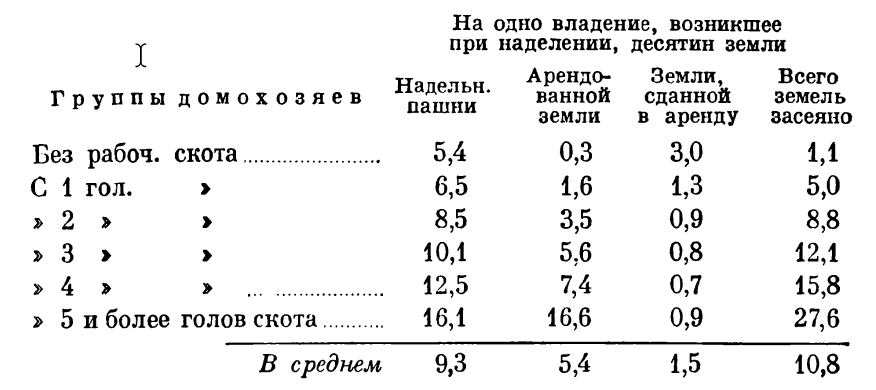 На одно владение, возникшее
при наделении, десятин земли
Группы домохозяев
Надельн. пашни
Арендованной земли
Земли, сданной в аренду
Всего земель засеяно
Без рабоч. скота 5,4 0,3 3,0 1,1
С 1 гол. » 6,5 1,6 1,3 5,0
» 2 » » 8,5 3,5 0,9 8,8
» 3 » » 10,1 5,6 0,8 12,1
» 4 » » 12,5 7,4 0,7 15,8
» 5 и более голов скота 16,1 16,6 0,9 27,6
В среднем 9,3 5,4 1,5 10,8